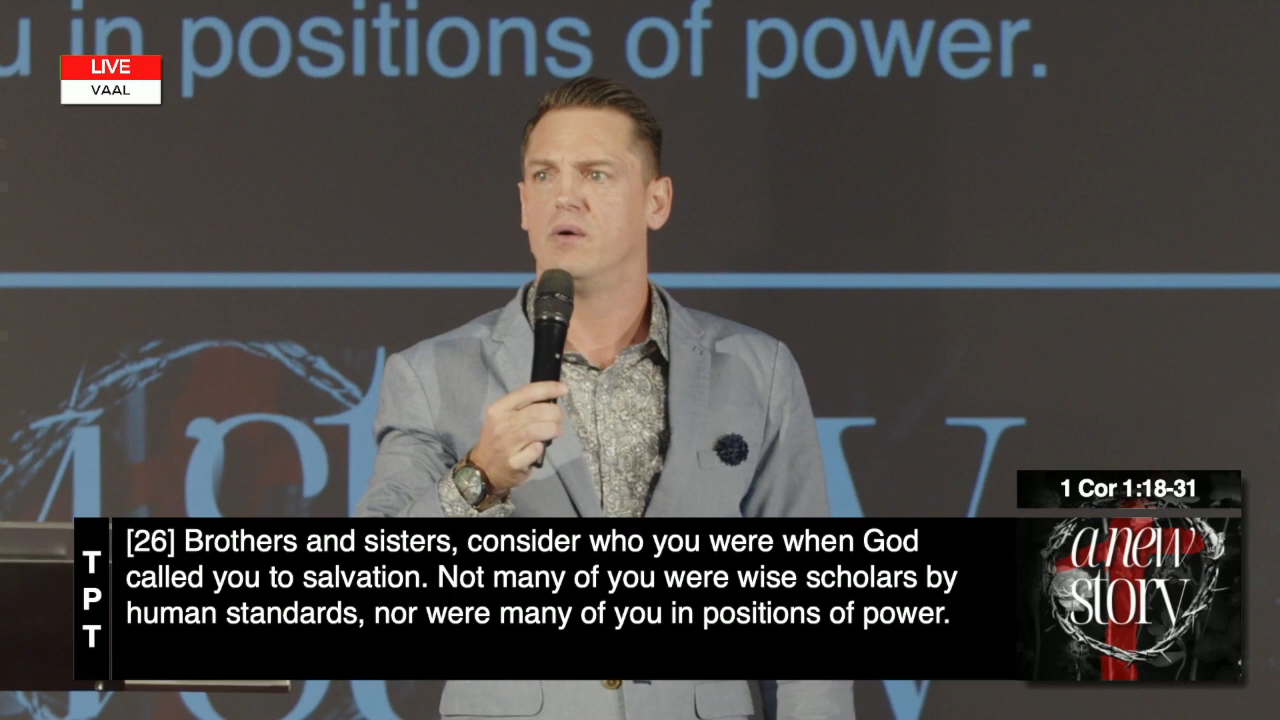 u in positions of power.
LIVE
VAAL
1 Cor 1:18-31
TPT
[26] Brothers and sisters, consider who you were when God
called you to salvation. Not many of you were wise scholars by
human standards, nor were many of you in positions of power.
a new
story